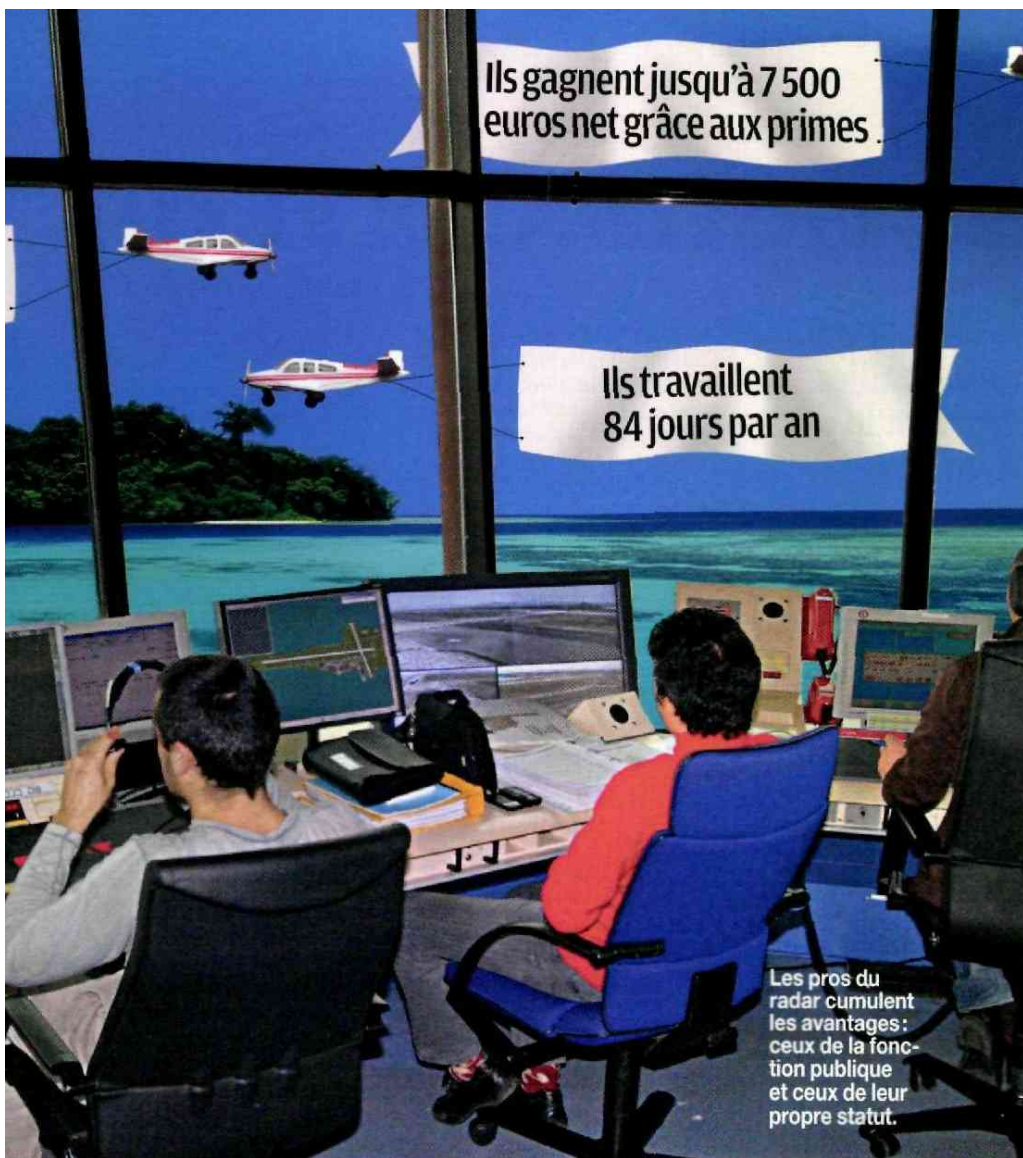 Ils gagnent jusqu'à 7 500
euros net grâce aux primes
Ils travaillent
84 jours par an
Les pros du
radar cumulent
les avantages :
ceux de la fonc-
tion publique
et ceux de leur
propre statut.